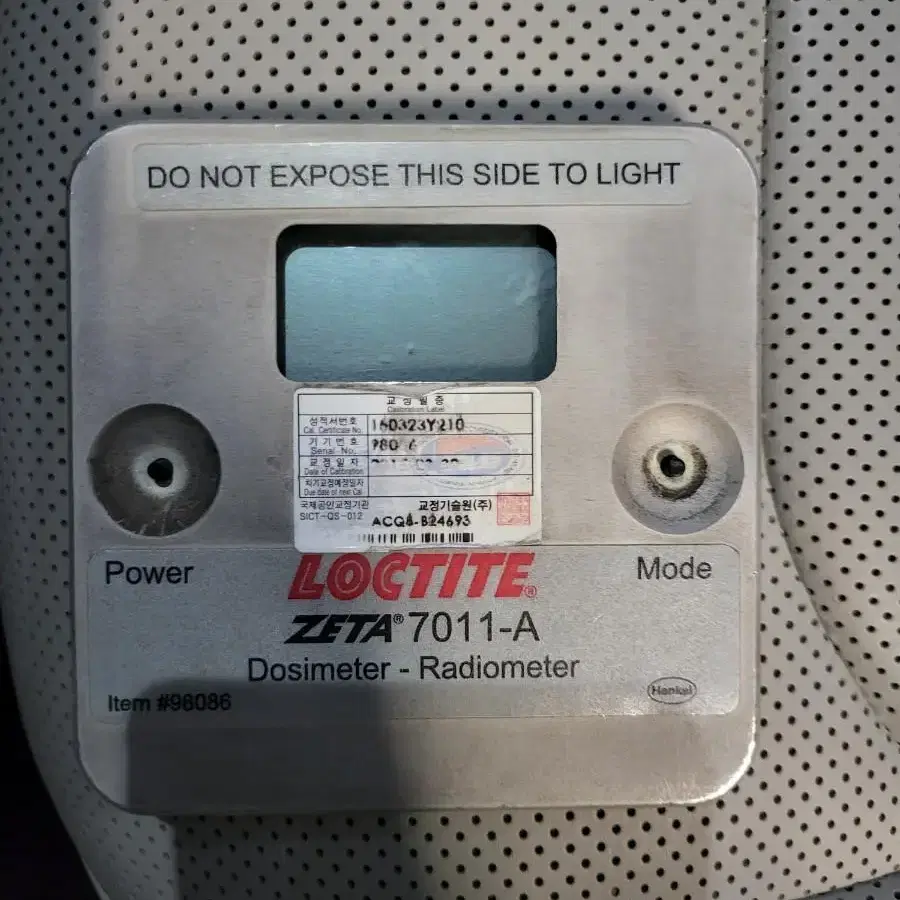 DO NOT EXPOSE THIS SIDE TO LIGHT
교 정 필 증
Calibration Label
성적서번호 160323Y210
Cal. Certificate No.
기 기 번 호
Serial No.
교 정 일 자
Date of Calibration
차기교정예정일자
Due date of next Cal.
국제공인교정기관 교정기술원(주)
SICT-QS-012
ACQ8-B24693
Power
Mode
LOCTITE®
ZETA® 7011-A
Dosimeter - Radiometer
Item #98086
Henkel